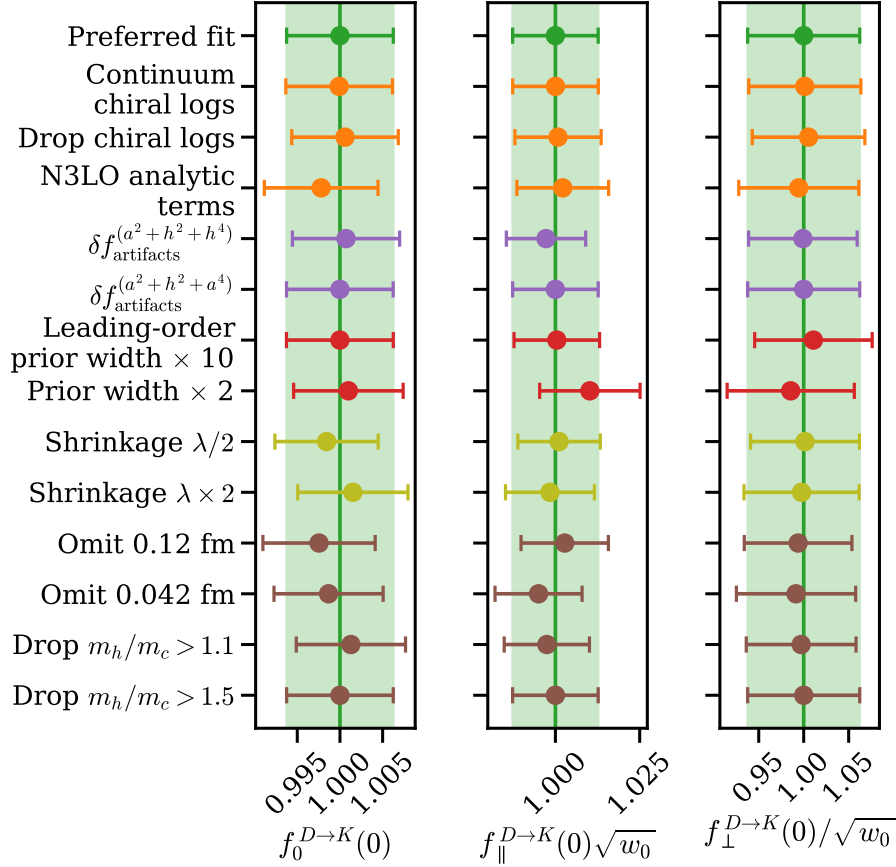 Preferred fit
Continuum
chiral logs
Drop chiral logs
N3LO analytic
terms
δf_artifacts^(a²+h²+h⁴)
δf_artifacts^(a²+h²+a⁴)
Leading-order
prior width × 10
Prior width × 2
Shrinkage λ/2
Shrinkage λ × 2
Omit 0.12 fm
Omit 0.042 fm
Drop m_h/m_c > 1.1
Drop m_h/m_c > 1.5
0.995 1.000 1.005
f_0^{D→K}(0)
1.000 1.025
f_∥^{D→K}(0)√w_0
0.95 1.00 1.05
f_⊥^{D→K}(0)/√w_0